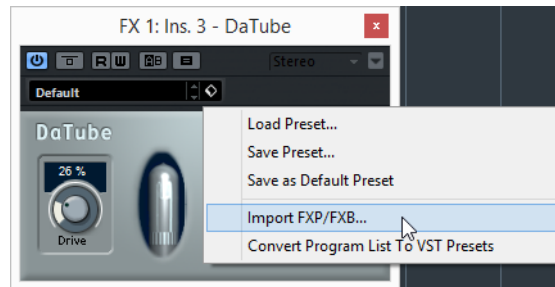 FX 1: Ins. 3 - DaTube
x
R W AB Stereo
Default
DaTube
Load Preset...
Save Preset...
Save as Default Preset
26 %
Import FXP/FXB...
Drive
Convert Program List To VST Presets